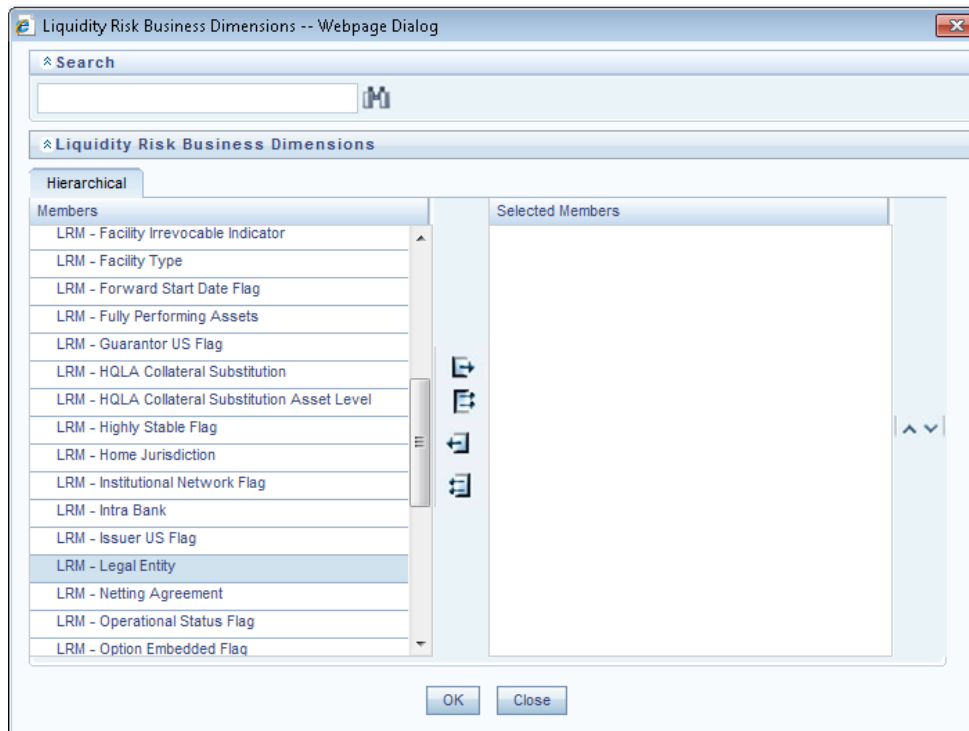 Liquidity Risk Business Dimensions -- Webpage Dialog
Search
Liquidity Risk Business Dimensions
Hierarchical
Members
Selected Members
LRM - Facility Irrevocable Indicator
LRM - Facility Type
LRM - Forward Start Date Flag
LRM - Fully Performing Assets
LRM - Guarantor US Flag
LRM - HQLA Collateral Substitution
LRM - HQLA Collateral Substitution Asset Level
LRM - Highly Stable Flag
LRM - Home Jurisdiction
LRM - Institutional Network Flag
LRM - Intra Bank
LRM - Issuer US Flag
LRM - Legal Entity
LRM - Netting Agreement
LRM - Operational Status Flag
LRM - Option Embedded Flag
OK
Close